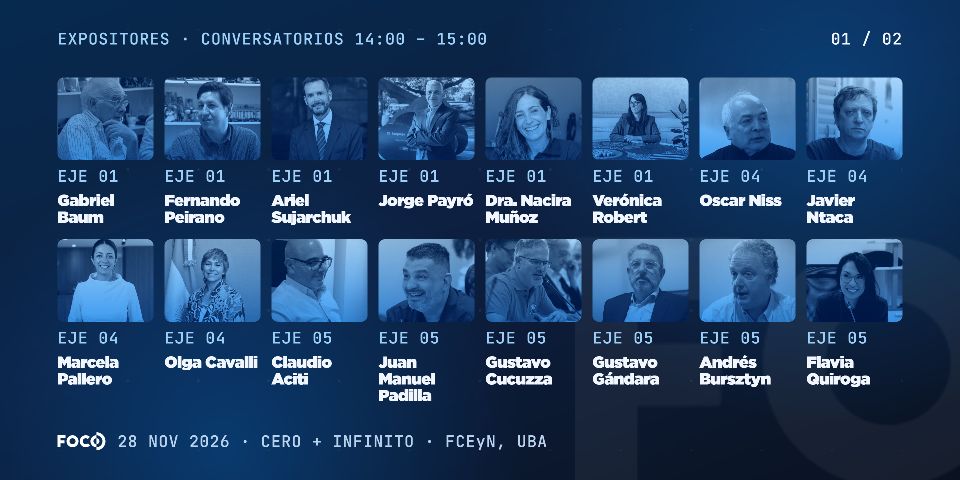 EXPOSITORES · CONVERSATORIOS 14:00 – 15:00
01 / 02
EJE 01
Gabriel
Baum
EJE 01
Fernando
Peirano
EJE 01
Ariel
Sujarchuk
EJE 01
Jorge Payró
EJE 01
Dra. Nacira
Muñoz
EJE 01
Verónica
Robert
EJE 04
Oscar Niss
EJE 04
Javier
Ntaca
EJE 04
Marcela
Pallero
EJE 04
Olga Cavalli
EJE 05
Claudio
Aciti
EJE 05
Juan
Manuel
Padilla
EJE 05
Gustavo
Cucuzza
EJE 05
Gustavo
Gándara
EJE 05
Andrés
Bursztyn
EJE 05
Flavia
Quiroga
FOCO 28 NOV 2026 · CERO + INFINITO · FCEyN, UBA
FO